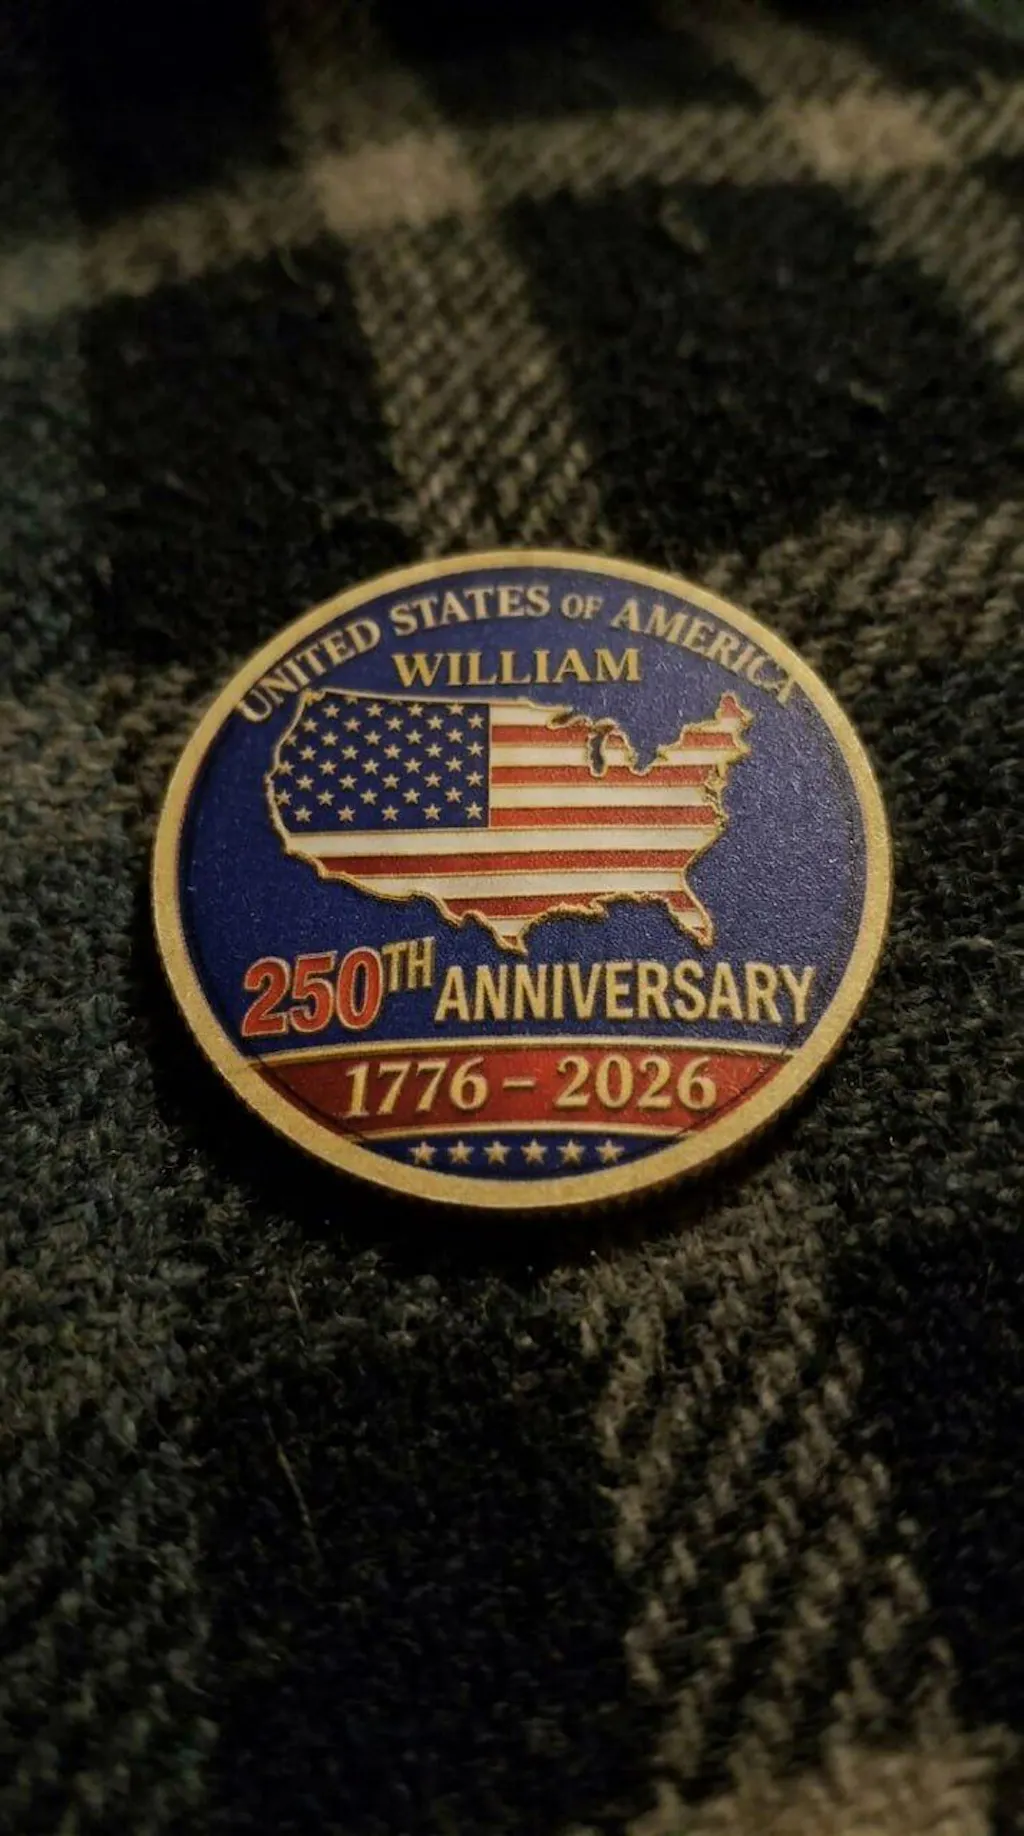 UNITED STATES OF AMERICA
WILLIAM
250TH ANNIVERSARY
1776 – 2026